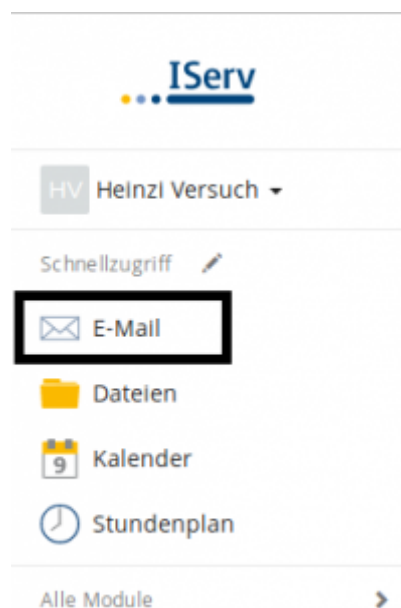 IServ
HV Heinzi Versuch
Schnellzugriff
E-Mail
Dateien
9 Kalender
Stundenplan
Alle Module